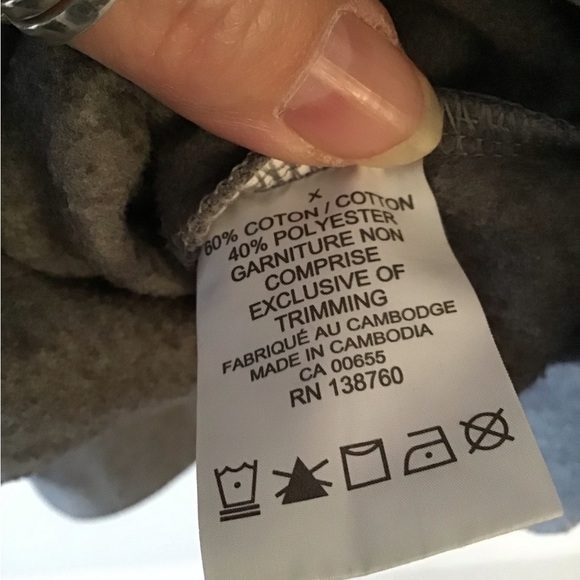 X
60% COTON / COTTON
40% POLYESTER
GARNITURE NON
COMPRISE
EXCLUSIVE OF
TRIMMING
FABRIQUÉ AU CAMBODGE
MADE IN CAMBODIA
CA 00655
RN 138760